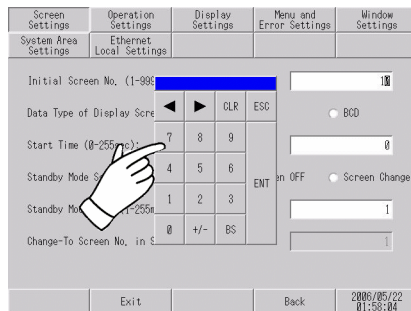 Screen Settings
Operation Settings
Display Settings
Menu and Error Settings
Window Settings
System Area Settings
Ethernet Local Settings
Initial Screen No. (1-999
CLR
ESC
Data Type of Display Scre
BCD
7 8 9
Start Time (0-255sec):
0
4 5 6
ENT
Standby Mode
en OFF
Screen Change
1 2 3
Standby Mo
(1-255m
1
0 +/- BS
Change-To Screen No. in S
1
Exit
Back
2006/05/22
01:58:04